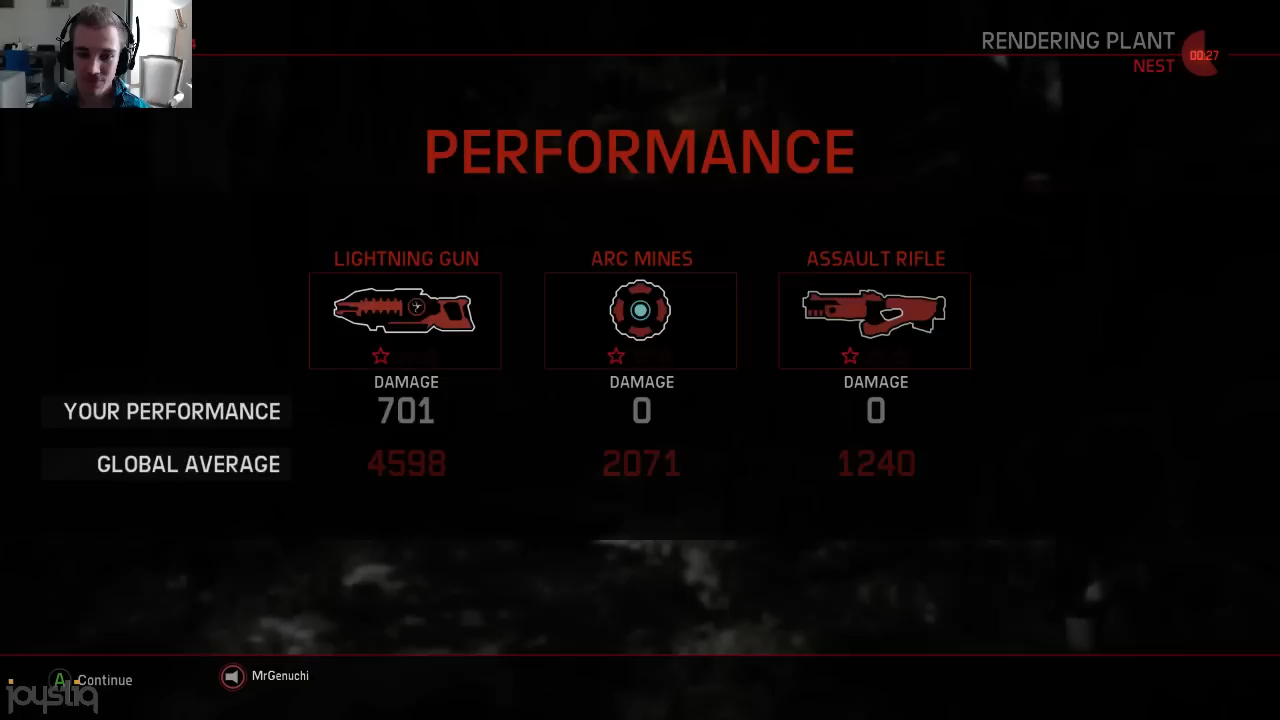 4
RENDERING PLANT
NEST
00:27
PERFORMANCE
LIGHTNING GUN
ARC MINES
ASSAULT RIFLE
DAMAGE
DAMAGE
DAMAGE
YOUR PERFORMANCE
701
0
0
GLOBAL AVERAGE
4598
2071
1240
A Continue
MrGenuchi
joystiq